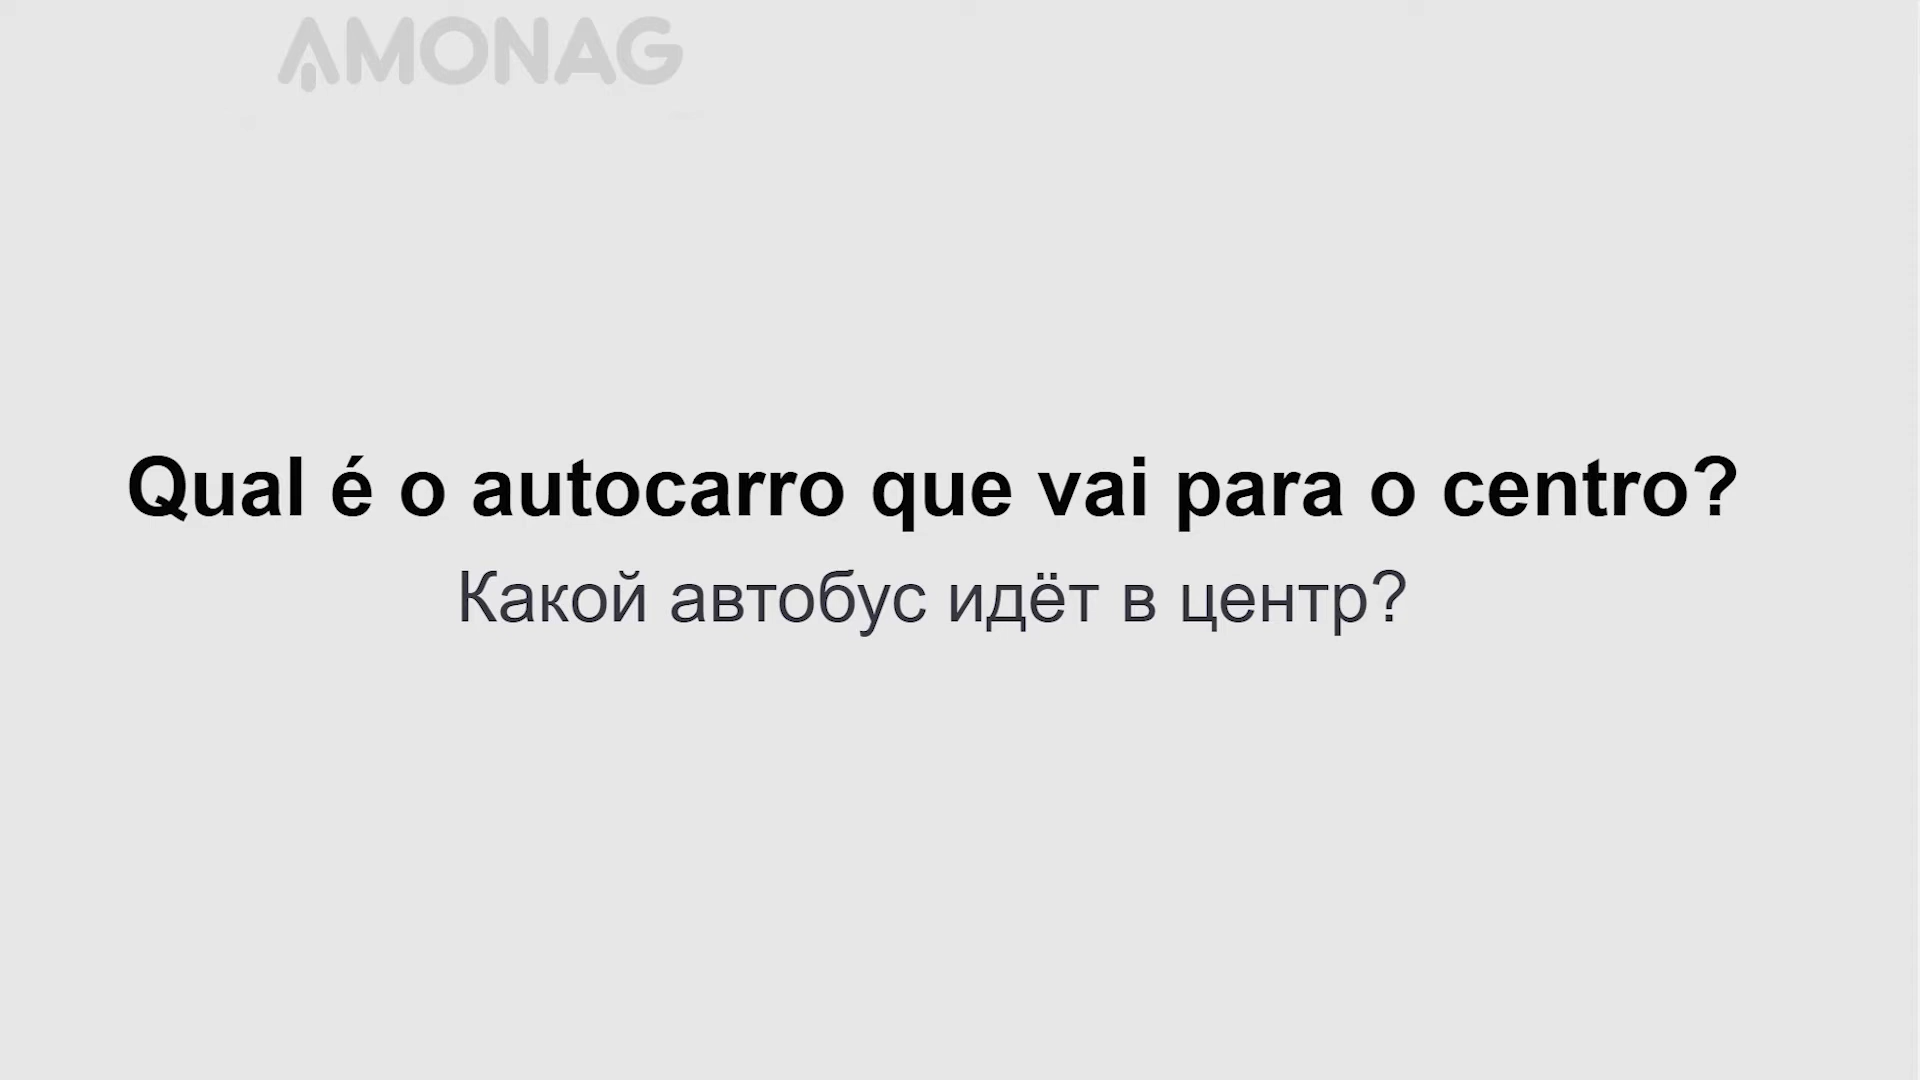 AMONAG
Qual é o autocarro que vai para o centro?
Какой автобус идёт в центр?